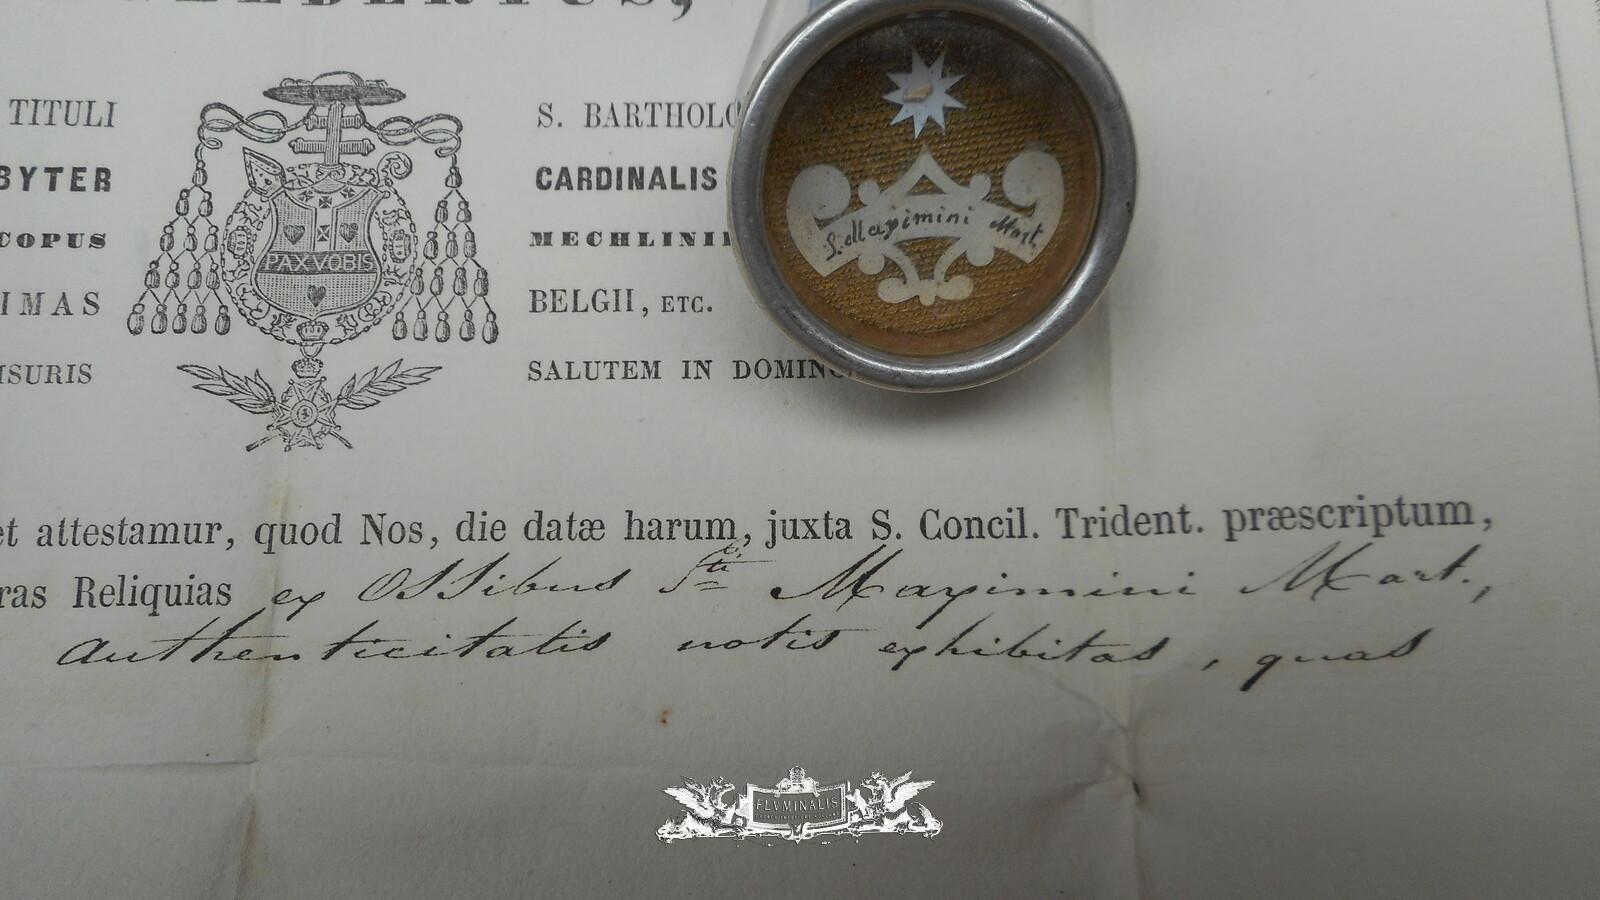 TITULI
S. BARTHOLO
BYTER
CARDINALIS
COPUS
MECHLINI
IMAS
BELGII, ETC.
ISURIS
SALUTEM IN DOMINO
PAX VOBIS
S. Maximini Mart.
et attestamur, quod Nos, die datæ harum, juxta S. Concil. Trident. præscriptum,
ras Reliquias ex Ossibus Sti Maximini Mart.,
authenticitatis notis exhibitas, quas
FLVMINALIS